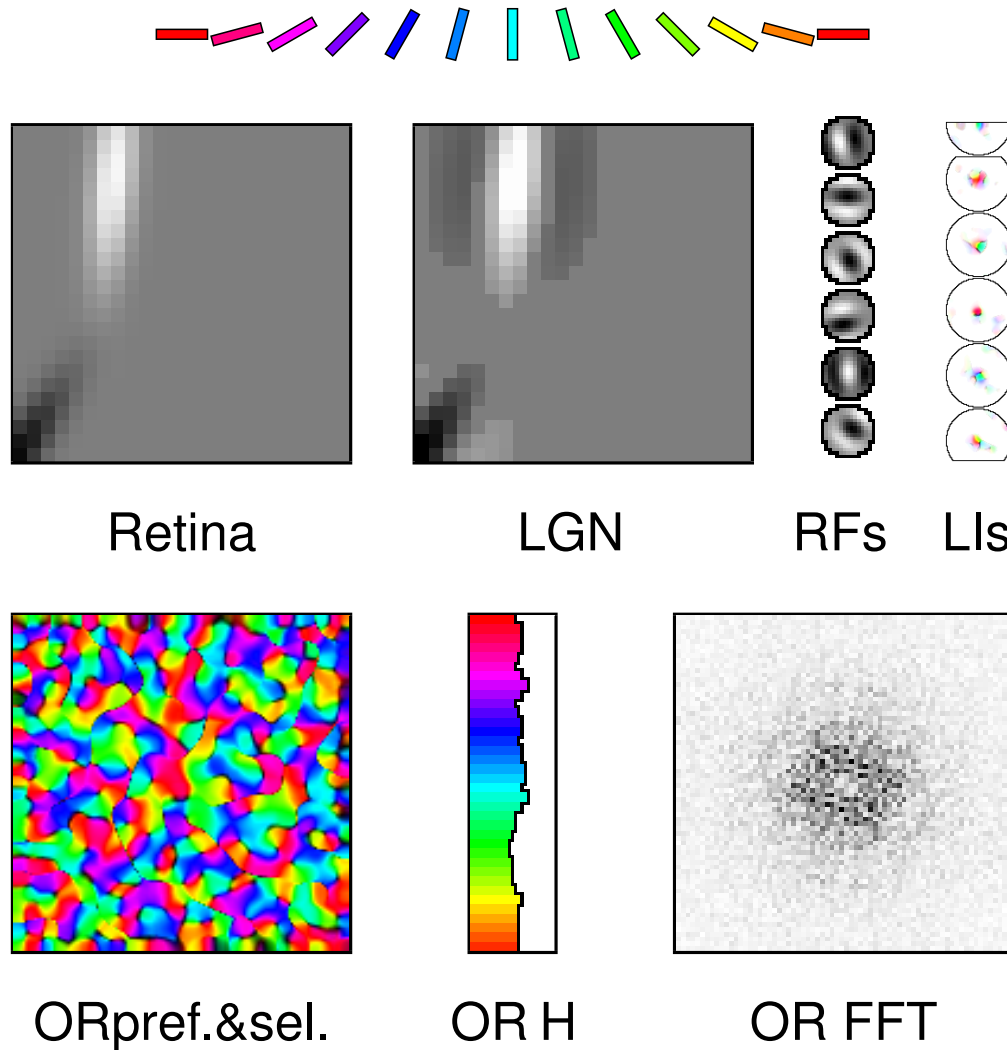 Retina
LGN
RFs
LIs
ORpref.&sel.
OR H
OR FFT